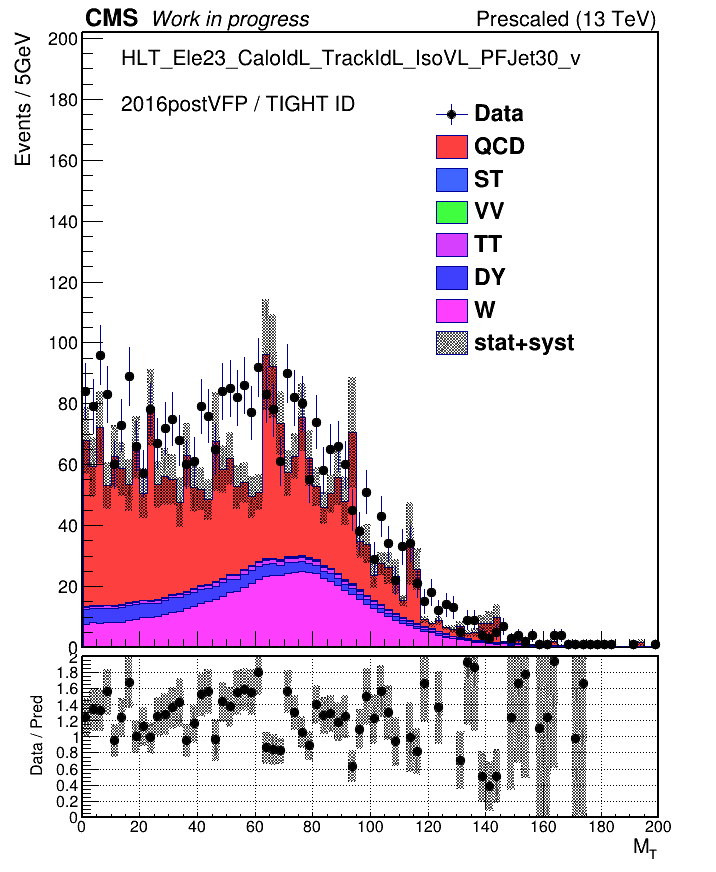 CMS Work in progress Prescaled (13 TeV)
Events / 5GeV
HLT_Ele23_CaloIdL_TrackIdL_IsoVL_PFJet30_v
2016postVFP / TIGHT ID
Data
QCD
ST
VV
TT
DY
W
stat+syst
200
180
160
140
120
100
80
60
40
20
0
Data / Pred
2
1.8
1.6
1.4
1.2
1
0.8
0.6
0.4
0.2
0
0 20 40 60 80 100 120 140 160 180 200
M_T